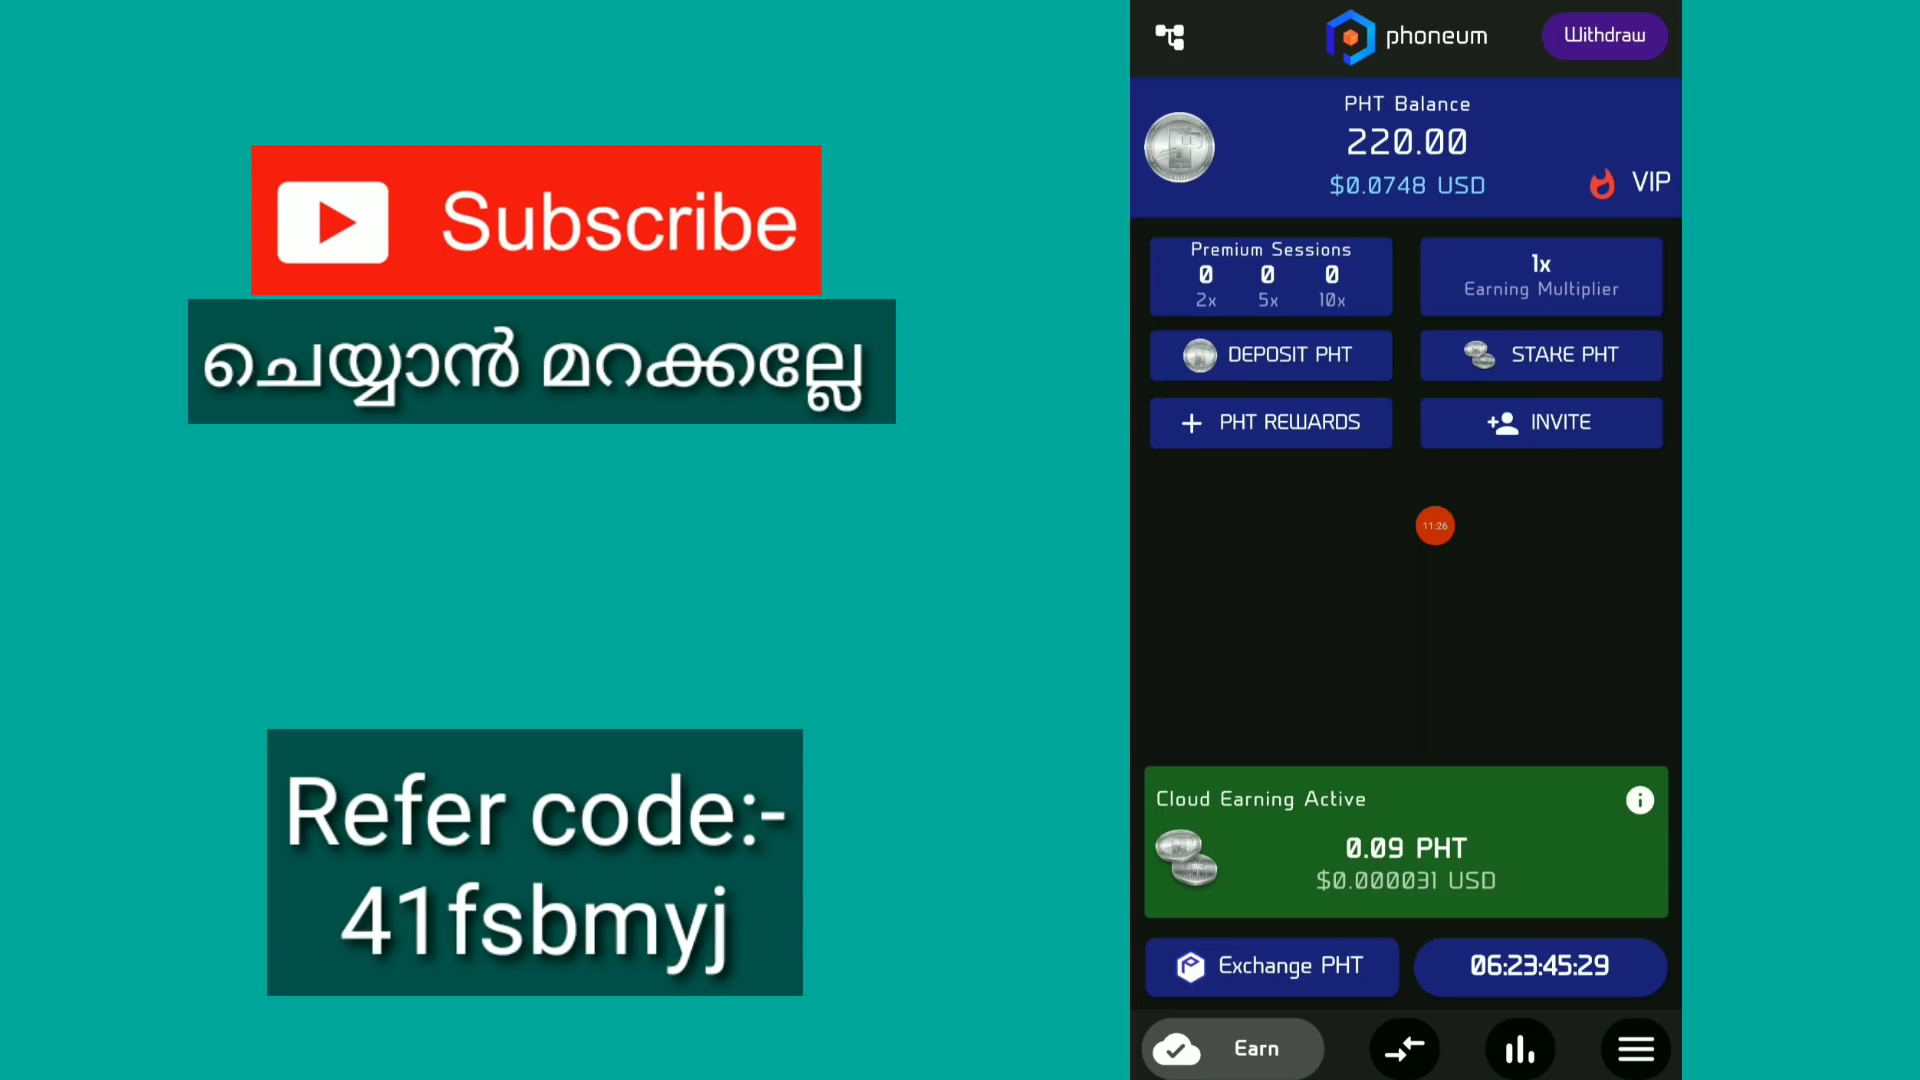 Subscribe
ചെയ്യാൻ മറക്കല്ലേ
Refer code:-
41fsbmyj
phoneum
Withdraw
PHT Balance
220.00
$0.0748 USD
VIP
Premium Sessions
0 0 0
2x 5x 10x
1x
Earning Multiplier
DEPOSIT PHT
STAKE PHT
PHT REWARDS
INVITE
11:26
Cloud Earning Active
0.09 PHT
$0.000031 USD
Exchange PHT
06:23:45:29
Earn